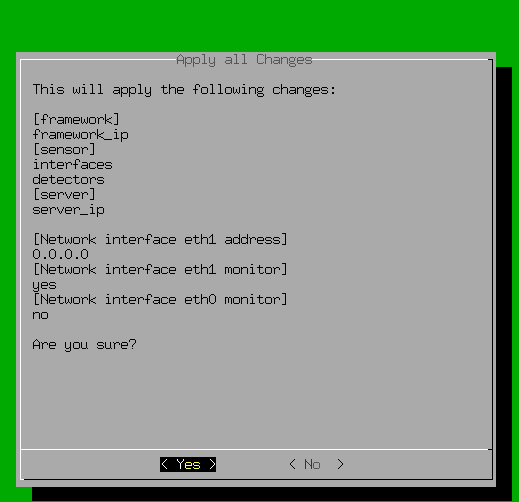 Apply all Changes
This will apply the following changes:
[framework]
framework_ip
[sensor]
interfaces
detectors
[server]
server_ip
[Network interface eth1 address]
0.0.0.0
[Network interface eth1 monitor]
yes
[Network interface eth0 monitor]
no
Are you sure?
< Yes > < No >